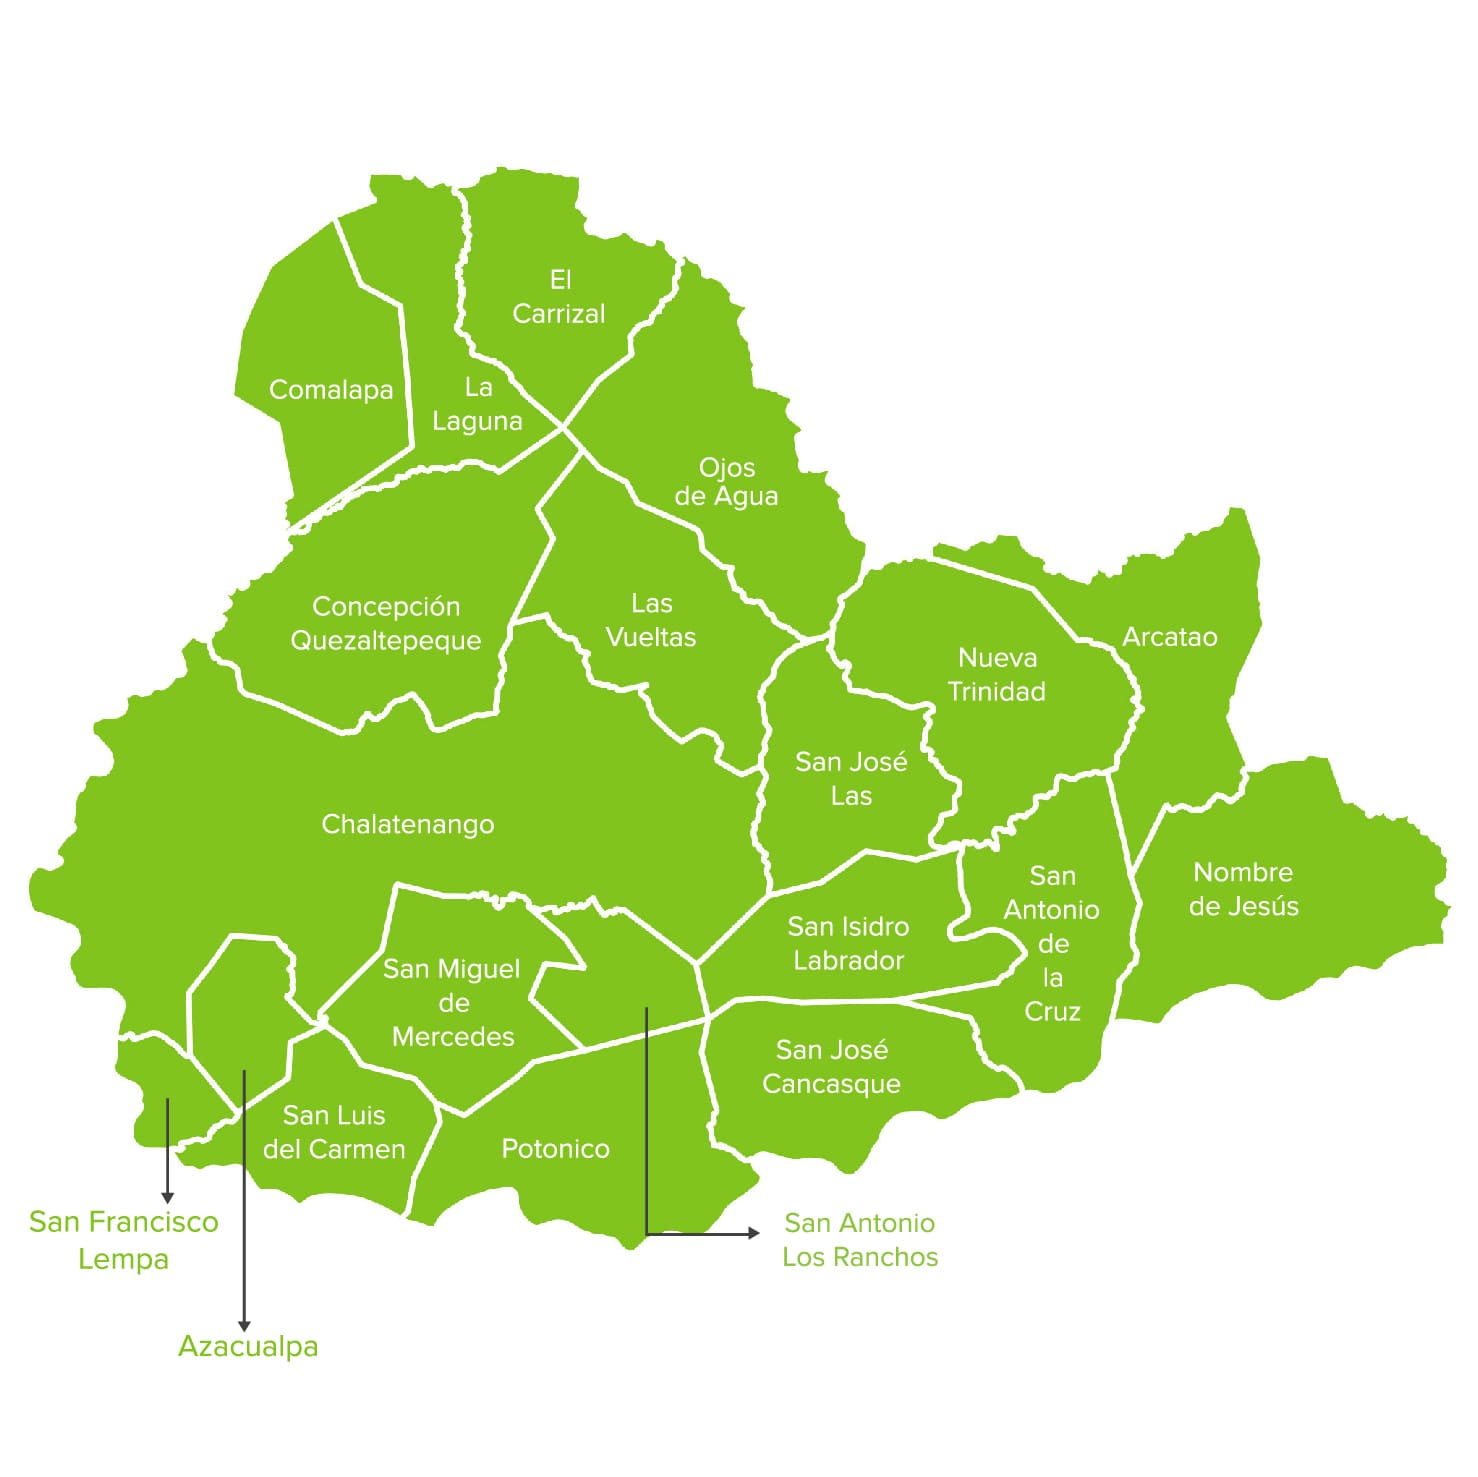 El
Carrizal
Comalapa
La
Laguna
Ojos
de Agua
Concepción
Quezaltepeque
Las
Vueltas
Nueva
Trinidad
Arcatao
San José
Las
Chalatenango
Nombre
de Jesús
San
Antonio
de
la
Cruz
San Isidro
Labrador
San Miguel
de
Mercedes
San José
Cancasque
San Luis
del Carmen
Potonico
San Francisco
Lempa
San Antonio
Los Ranchos
Azacualpa